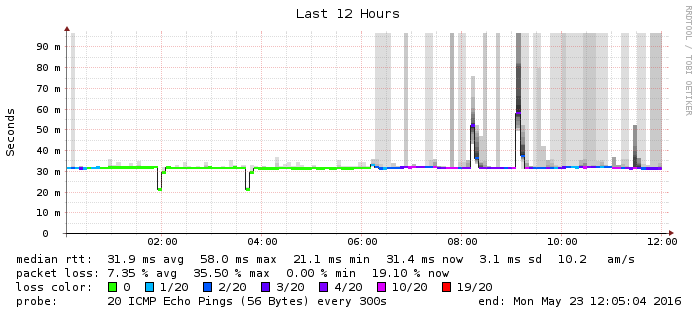 Last 12 Hours
RRDTOOL / TOBI OETIKER
Seconds
90 m
80 m
70 m
60 m
50 m
40 m
30 m
20 m
10 m
0
02:00 04:00 06:00 08:00 10:00 12:00
median rtt: 31.9 ms avg 58.0 ms max 21.1 ms min 31.4 ms now 3.1 ms sd 10.2 am/s
packet loss: 7.35 % avg 35.50 % max 0.00 % min 19.10 % now
loss color: 0 1/20 2/20 3/20 4/20 10/20 19/20
probe: 20 ICMP Echo Pings (56 Bytes) every 300s end: Mon May 23 12:05:04 2016